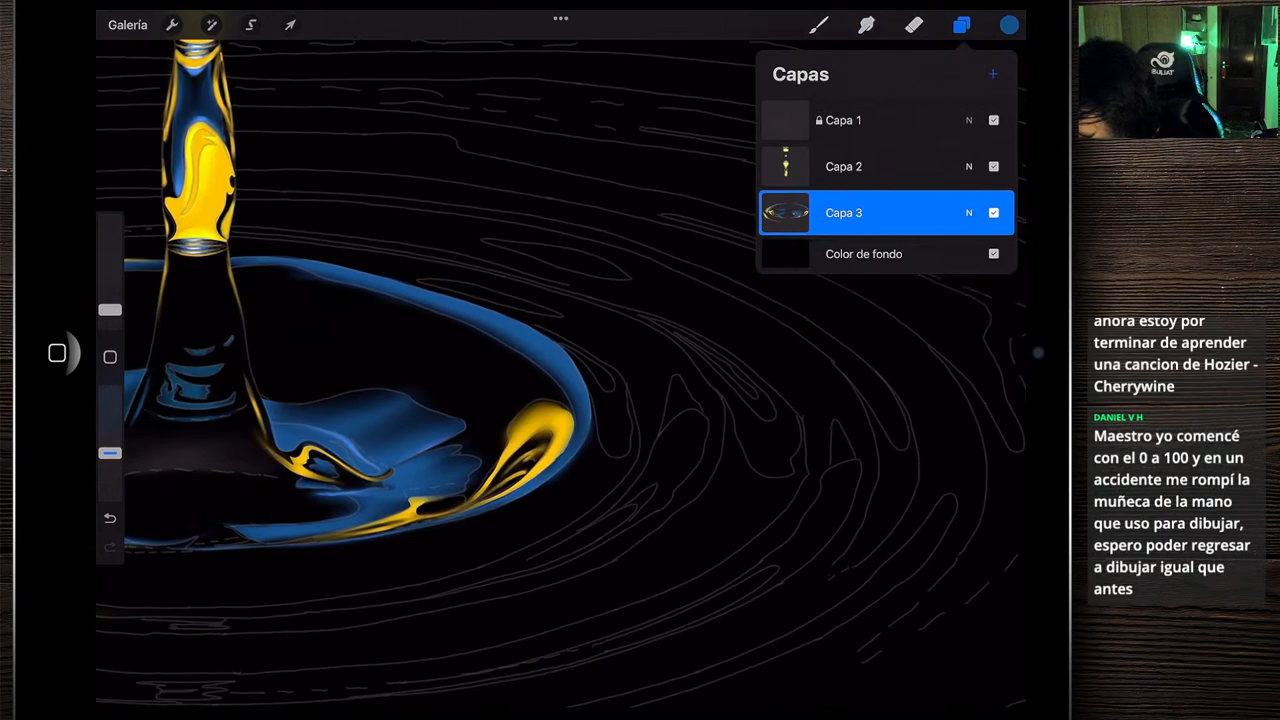 Galería
Capas
Capa 1
N
Capa 2
N
Capa 3
N
Color de fondo
ahora estoy por
terminar de aprender
una cancion de Hozier -
Cherrywine
DANIEL V H
Maestro yo comencé
con el 0 a 100 y en un
accidente me rompí la
muñeca de la mano
que uso para dibujar,
espero poder regresar
a dibujar igual que
antes